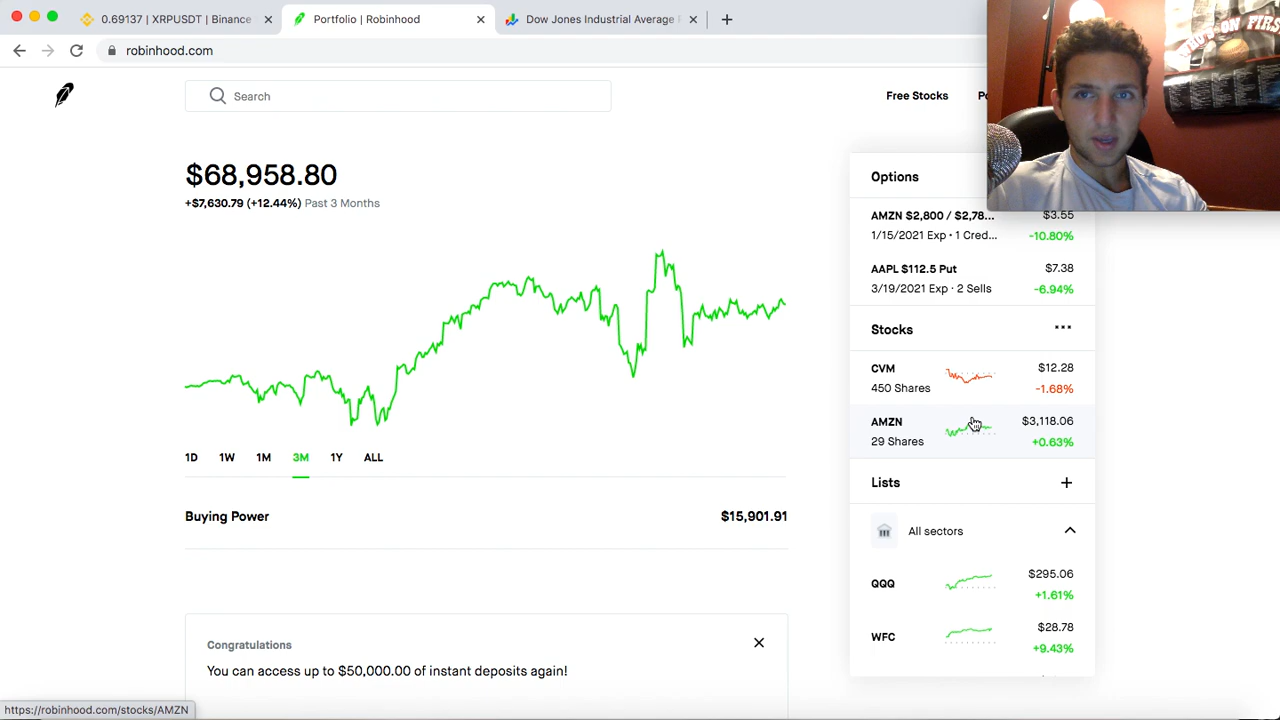 0.69137 | XRPUSDT | Binance
Portfolio | Robinhood
Dow Jones Industrial Average
robinhood.com
Search
Free Stocks
WHO'S ON FIRST
$68,958.80
+$7,630.79 (+12.44%) Past 3 Months
1D 1W 1M 3M 1Y ALL
Buying Power $15,901.91
Congratulations
You can access up to $50,000.00 of instant deposits again!
Options
AMZN $2,800 / $2,78... $3.55
1/15/2021 Exp · 1 Cred... -10.80%
AAPL $112.5 Put $7.38
3/19/2021 Exp · 2 Sells -6.94%
Stocks
CVM $12.28
450 Shares -1.68%
AMZN $3,118.06
29 Shares +0.63%
Lists
All sectors
QQQ $295.06
+1.61%
WFC $28.78
+9.43%
https://robinhood.com/stocks/AMZN